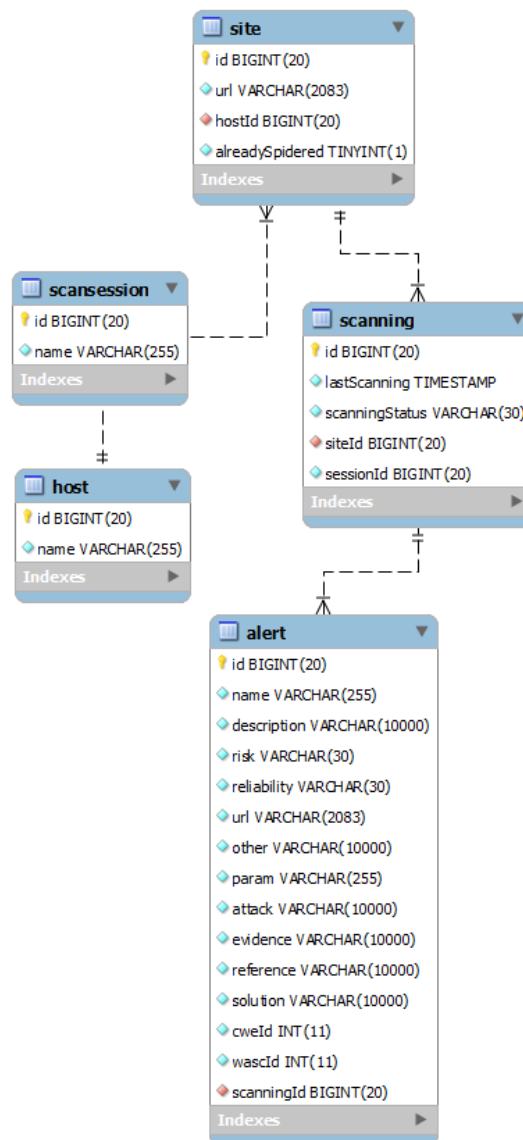 site
id BIGINT(20)
url VARCHAR(2083)
hostId BIGINT(20)
alreadySpidered TINYINT(1)
Indexes
scansession
id BIGINT(20)
name VARCHAR(255)
Indexes
host
id BIGINT(20)
name VARCHAR(255)
Indexes
scanning
id BIGINT(20)
lastScanning TIMESTAMP
scanningStatus VARCHAR(30)
siteId BIGINT(20)
sessionId BIGINT(20)
Indexes
alert
id BIGINT(20)
name VARCHAR(255)
description VARCHAR(10000)
risk VARCHAR(30)
reliability VARCHAR(30)
url VARCHAR(2083)
other VARCHAR(10000)
param VARCHAR(255)
attack VARCHAR(10000)
evidence VARCHAR(10000)
reference VARCHAR(10000)
solution VARCHAR(10000)
cweId INT(11)
wascId INT(11)
scanningId BIGINT(20)
Indexes